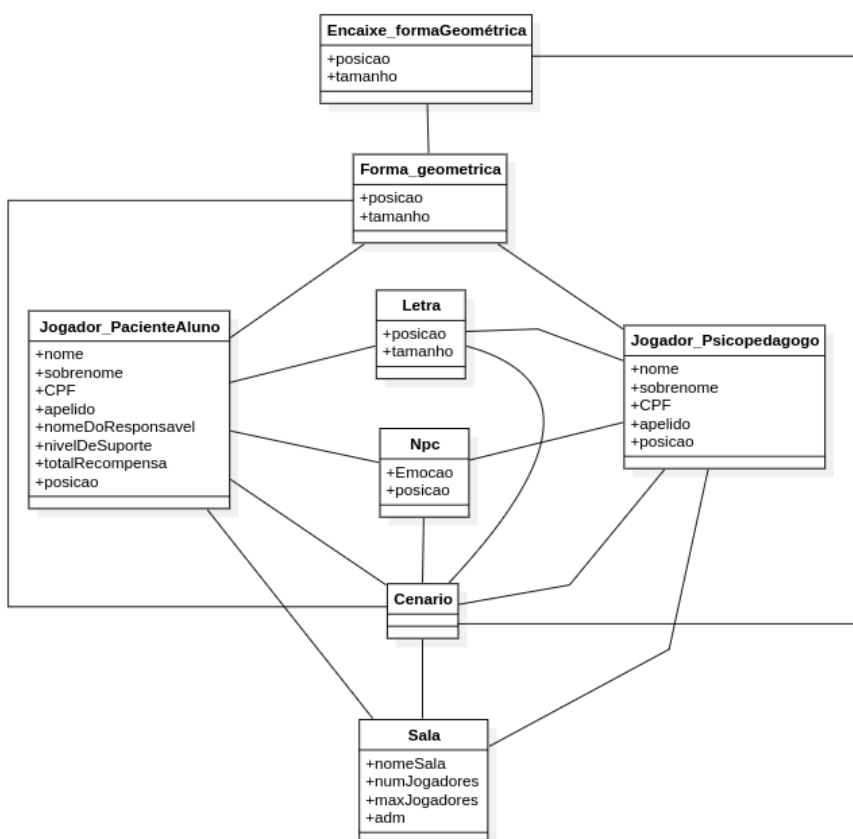 Encaixe_formaGeométrica
+posicao
+tamanho
Forma_geometrica
+posicao
+tamanho
Letra
+posicao
+tamanho
Jogador_PacienteAluno
+nome
+sobrenome
+CPF
+apelido
+nomeDoResponsavel
+nivelDeSuporte
+totalRecompensa
+posicao
Jogador_Psicopedagogo
+nome
+sobrenome
+CPF
+apelido
+posicao
Npc
+Emocao
+posicao
Cenario
Sala
+nomeSala
+numJogadores
+maxJogadores
+adm